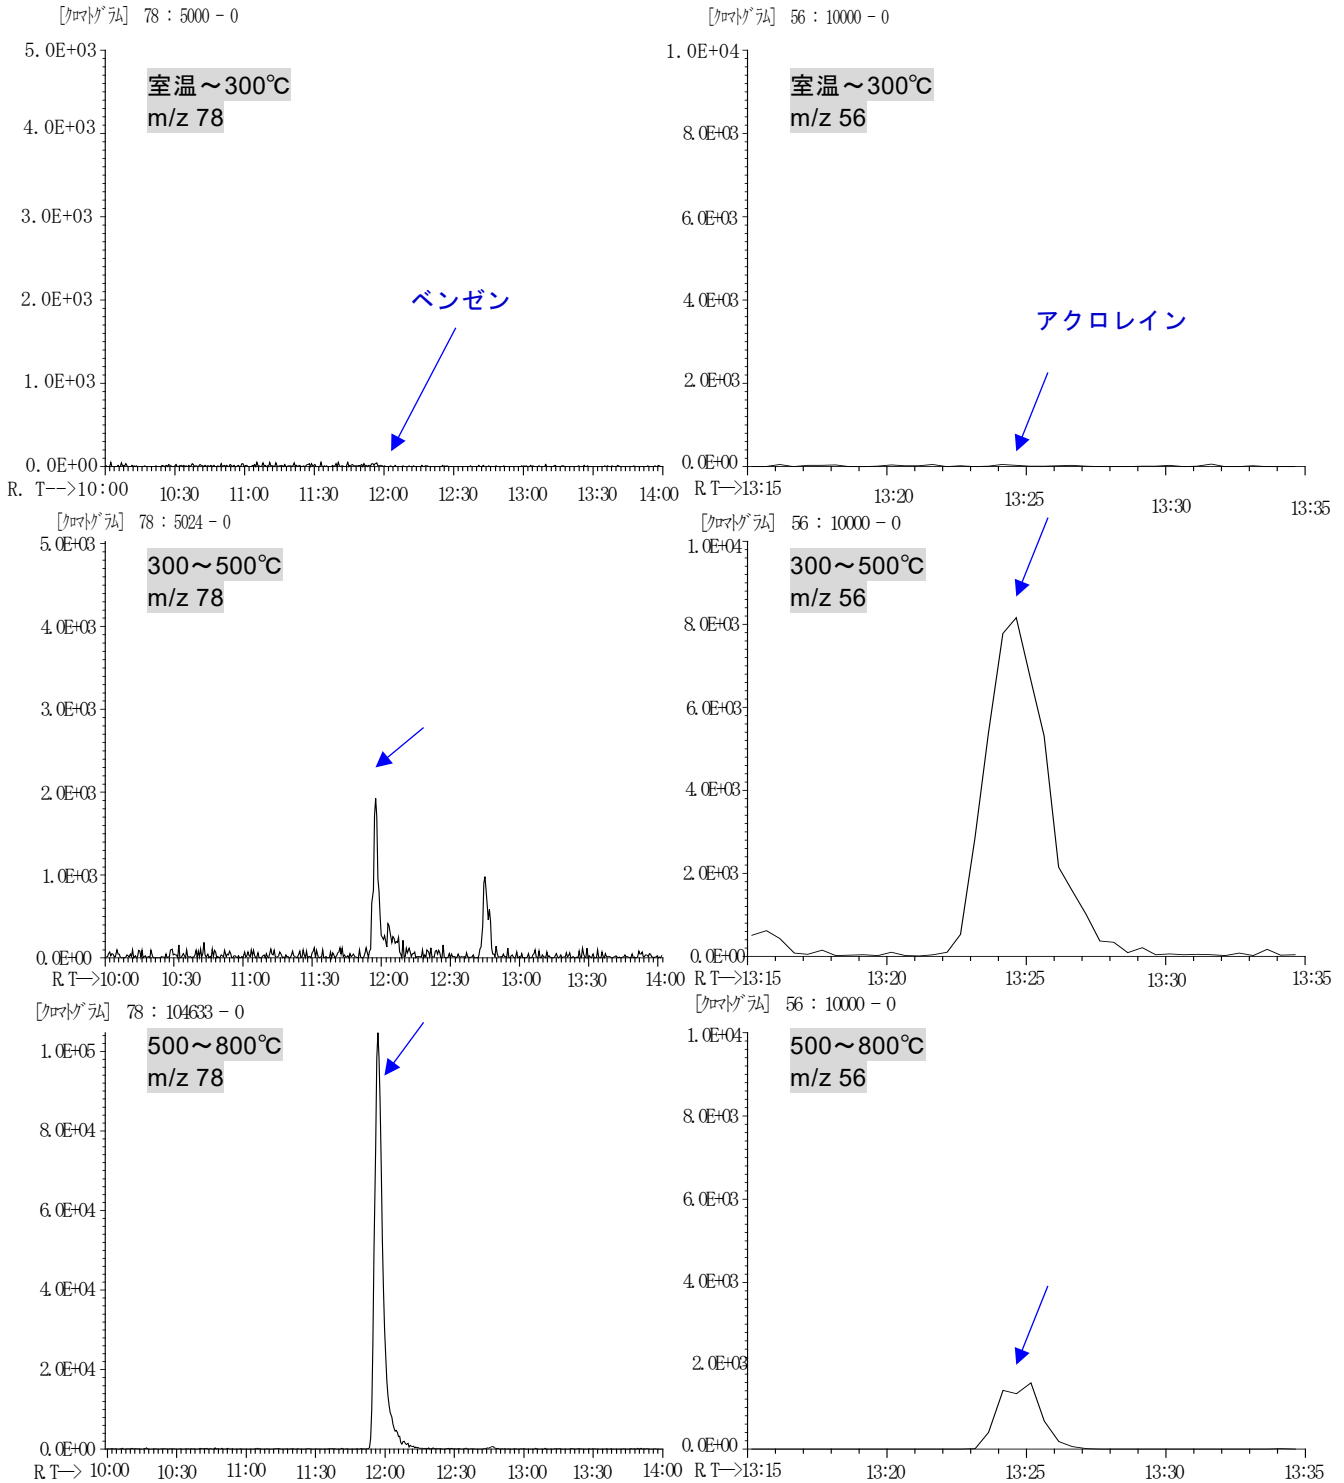 [ｸﾛﾏﾄｸﾞﾗﾑ] 78 : 5000 - 0
5.0E+03
室温～300℃
m/z 78
4.0E+03
3.0E+03
2.0E+03
ベンゼン
1.0E+03
0.0E+00
R. T-->10:00 10:30 11:00 11:30 12:00 12:30 13:00 13:30 14:00
[ｸﾛﾏﾄｸﾞﾗﾑ] 56 : 10000 - 0
1.0E+04
室温～300℃
m/z 56
8.0E+03
6.0E+03
4.0E+03
アクロレイン
2.0E+03
0.0E+00
R.T-->13:15 13:20 13:25 13:30 13:35
[ｸﾛﾏﾄｸﾞﾗﾑ] 78 : 5024 - 0
5.0E+03
300～500℃
m/z 78
4.0E+03
3.0E+03
2.0E+03
1.0E+03
0.0E+00
R.T-->10:00 10:30 11:00 11:30 12:00 12:30 13:00 13:30 14:00
[ｸﾛﾏﾄｸﾞﾗﾑ] 56 : 10000 - 0
1.0E+04
300～500℃
m/z 56
8.0E+03
6.0E+03
4.0E+03
2.0E+03
0.0E+00
R.T-->13:15 13:20 13:25 13:30 13:35
[ｸﾛﾏﾄｸﾞﾗﾑ] 78 : 104633 - 0
1.0E+05
500～800℃
m/z 78
8.0E+04
6.0E+04
4.0E+04
2.0E+04
0.0E+00
R.T--> 10:00 10:30 11:00 11:30 12:00 12:30 13:00 13:30 14:00
[ｸﾛﾏﾄｸﾞﾗﾑ] 56 : 10000 - 0
1.0E+04
500～800℃
m/z 56
8.0E+03
6.0E+03
4.0E+03
2.0E+03
0.0E+00
R.T-->13:15 13:20 13:25 13:30 13:35